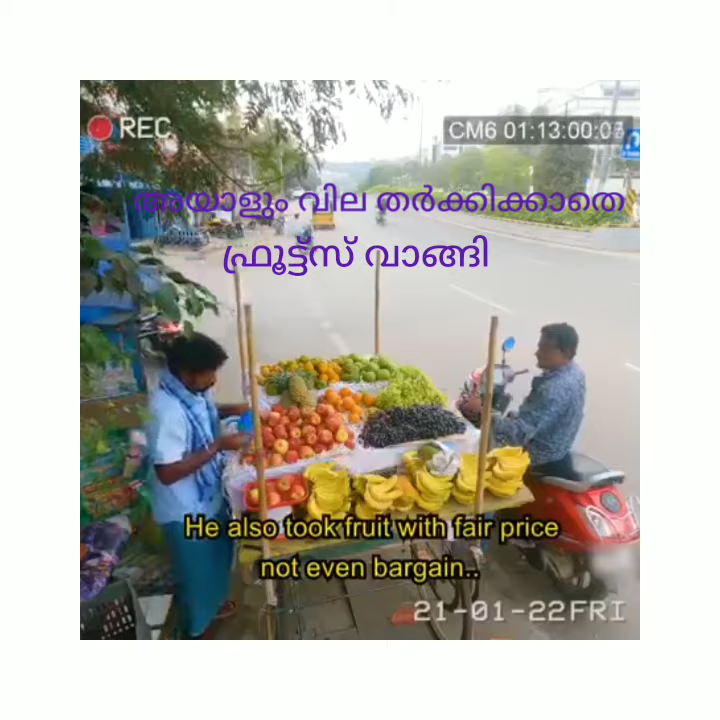 REC
CM6 01:13:00:03
അയാളും വില തർക്കിക്കാതെ
ഫ്രൂട്ട്സ് വാങ്ങി
He also took fruit with fair price
not even bargain..
21-01-22FRI